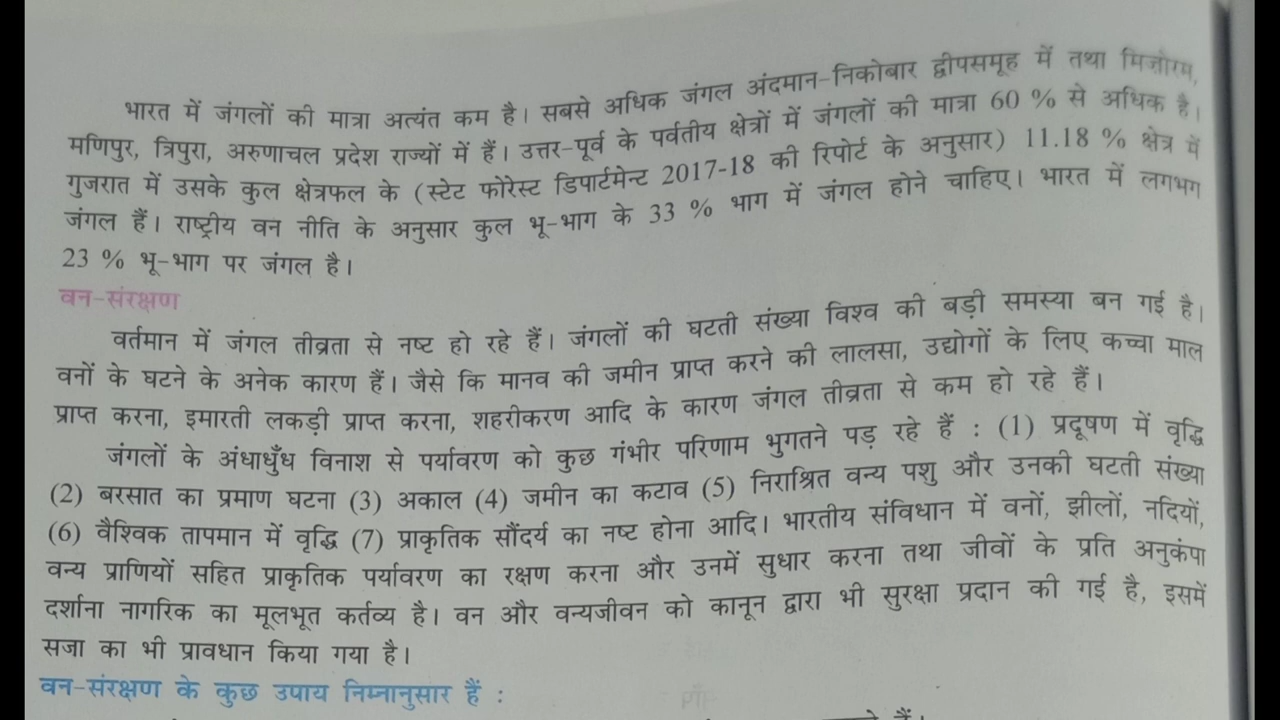 भारत में जंगलों की मात्रा अत्यंत कम है। सबसे अधिक जंगल अंदमान-निकोबार द्वीपसमूह में तथा मिजोरम,
मणिपुर, त्रिपुरा, अरुणाचल प्रदेश राज्यों में हैं। उत्तर-पूर्व के पर्वतीय क्षेत्रों में जंगलों की मात्रा 60 % से अधिक है।
गुजरात में उसके कुल क्षेत्रफल के (स्टेट फोरेस्ट डिपार्टमेन्ट 2017-18 की रिपोर्ट के अनुसार) 11.18 % क्षेत्र में
जंगल हैं। राष्ट्रीय वन नीति के अनुसार कुल भू-भाग के 33 % भाग में जंगल होने चाहिए। भारत में लगभग
23 % भू-भाग पर जंगल है।
वन-संरक्षण
वर्तमान में जंगल तीव्रता से नष्ट हो रहे हैं। जंगलों की घटती संख्या विश्व की बड़ी समस्या बन गई है।
वनों के घटने के अनेक कारण हैं। जैसे कि मानव की जमीन प्राप्त करने की लालसा, उद्योगों के लिए कच्चा माल
प्राप्त करना, इमारती लकड़ी प्राप्त करना, शहरीकरण आदि के कारण जंगल तीव्रता से कम हो रहे हैं।
जंगलों के अंधाधुँध विनाश से पर्यावरण को कुछ गंभीर परिणाम भुगतने पड़ रहे हैं : (1) प्रदूषण में वृद्धि
(2) बरसात का प्रमाण घटना (3) अकाल (4) जमीन का कटाव (5) निराश्रित वन्य पशु और उनकी घटती संख्या
(6) वैश्विक तापमान में वृद्धि (7) प्राकृतिक सौंदर्य का नष्ट होना आदि। भारतीय संविधान में वनों, झीलों, नदियों,
वन्य प्राणियों सहित प्राकृतिक पर्यावरण का रक्षण करना और उनमें सुधार करना तथा जीवों के प्रति अनुकंपा
दर्शाना नागरिक का मूलभूत कर्तव्य है। वन और वन्यजीवन को कानून द्वारा भी सुरक्षा प्रदान की गई है, इसमें
सजा का भी प्रावधान किया गया है।
वन-संरक्षण के कुछ उपाय निम्नानुसार हैं :